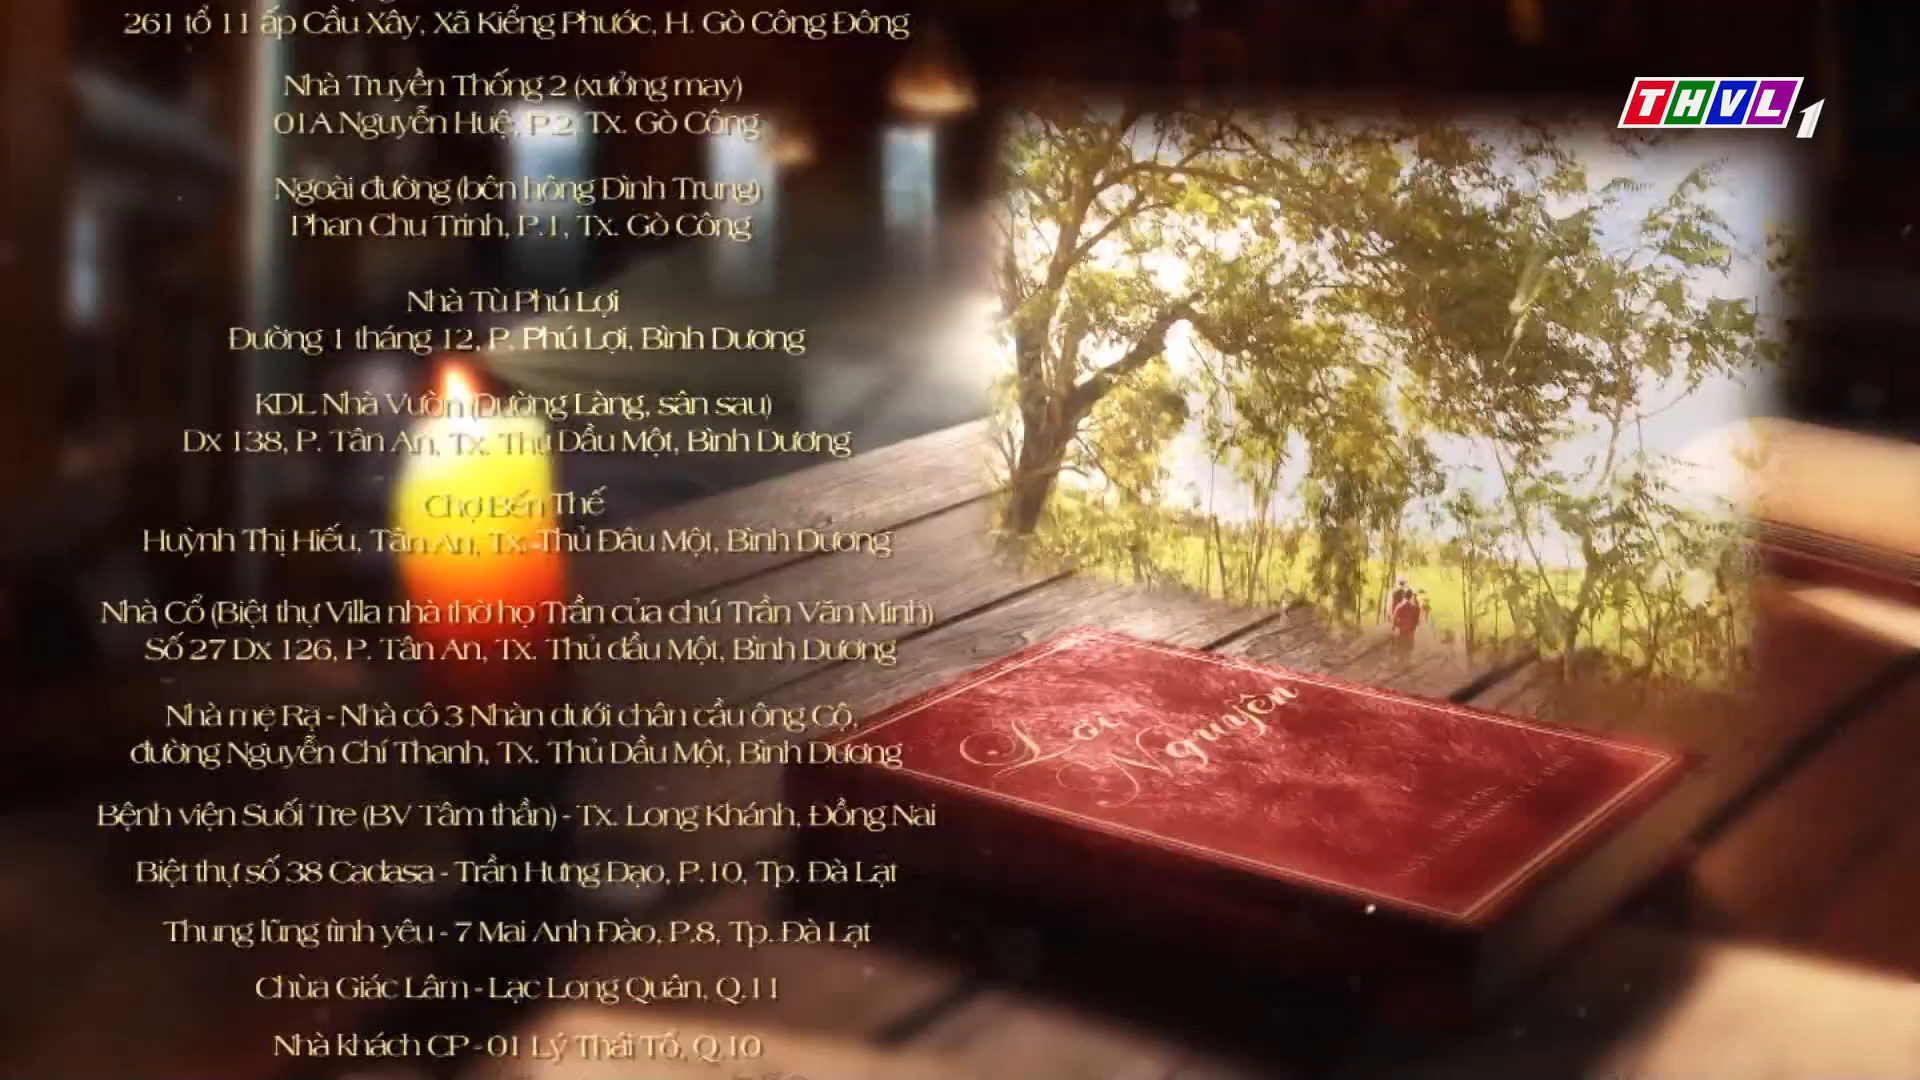 261 tổ 11 ấp Cầu Xây, Xã Kiểng Phước, H. Gò Công Đông
Nhà Truyền Thống 2 (xưởng may)
01A Nguyễn Huệ, P.2, Tx. Gò Công
Ngoài đường (bên hông Đình Trung)
Phan Chu Trinh, P.1, Tx. Gò Công
Nhà Tù Phú Lợi
Đường 1 tháng 12, P. Phú Lợi, Bình Dương
KDL Nhà Vườn (Đường Làng, sân sau)
Dx 138, P. Tân An, Tx. Thủ Dầu Một, Bình Dương
Chợ Bến Thế
Huỳnh Thị Hiếu, Tân An, Tx. Thủ Dâu Một, Bình Dương
Nhà Cổ (Biệt thự Villa nhà thờ họ Trần của chú Trần Văn Minh)
Số 27 Dx 126, P. Tân An, Tx. Thủ dầu Một, Bình Dương
Nhà mẹ Rạ - Nhà cô 3 Nhàn dưới chân cầu ông Cộ,
đường Nguyễn Chí Thanh, Tx. Thủ Dầu Một, Bình Dương
Bệnh viện Suối Tre (BV Tâm thần) - Tx. Long Khánh, Đồng Nai
Biệt thự số 38 Cadasa - Trần Hưng Đạo, P.10, Tp. Đà Lạt
Thung lũng tình yêu - 7 Mai Anh Đào, P.8, Tp. Đà Lạt
Chùa Giác Lâm - Lạc Long Quân, Q.11
Nhà khách CP - 01 Lý Thái Tổ, Q.10
THVL1
Lời
Nguyền